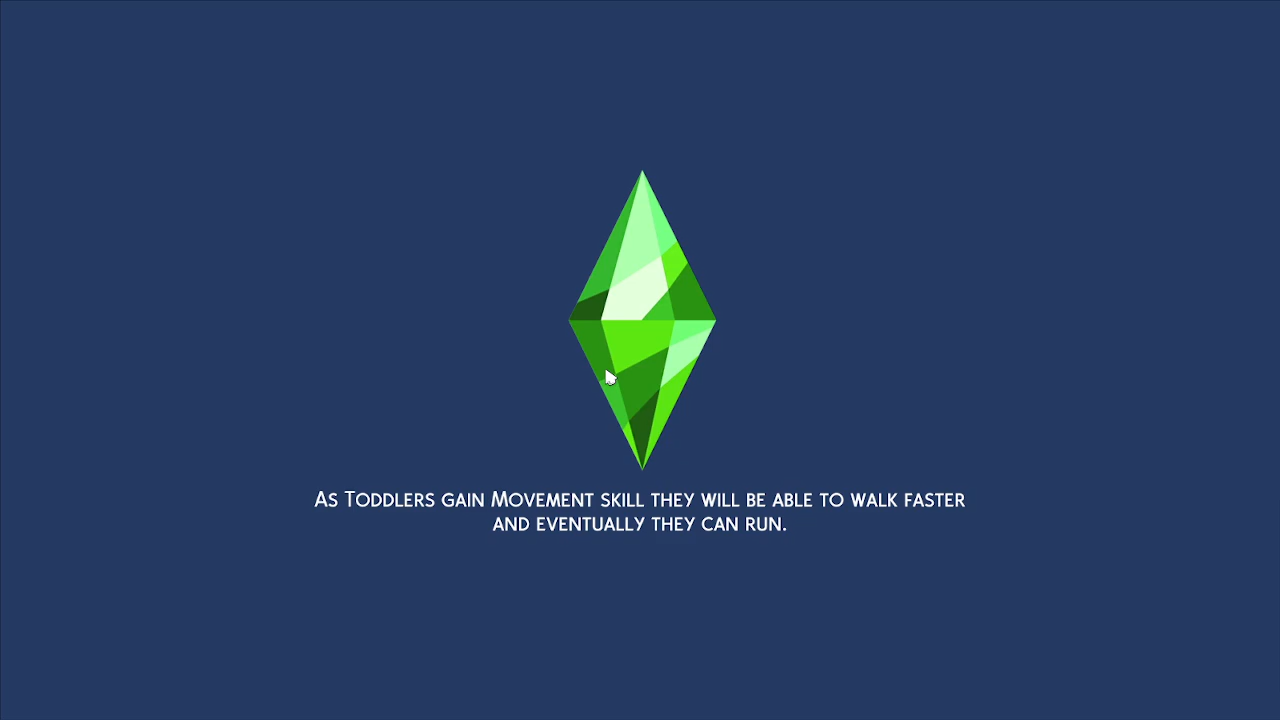 As Toddlers gain Movement skill they will be able to walk faster
and eventually they can run.